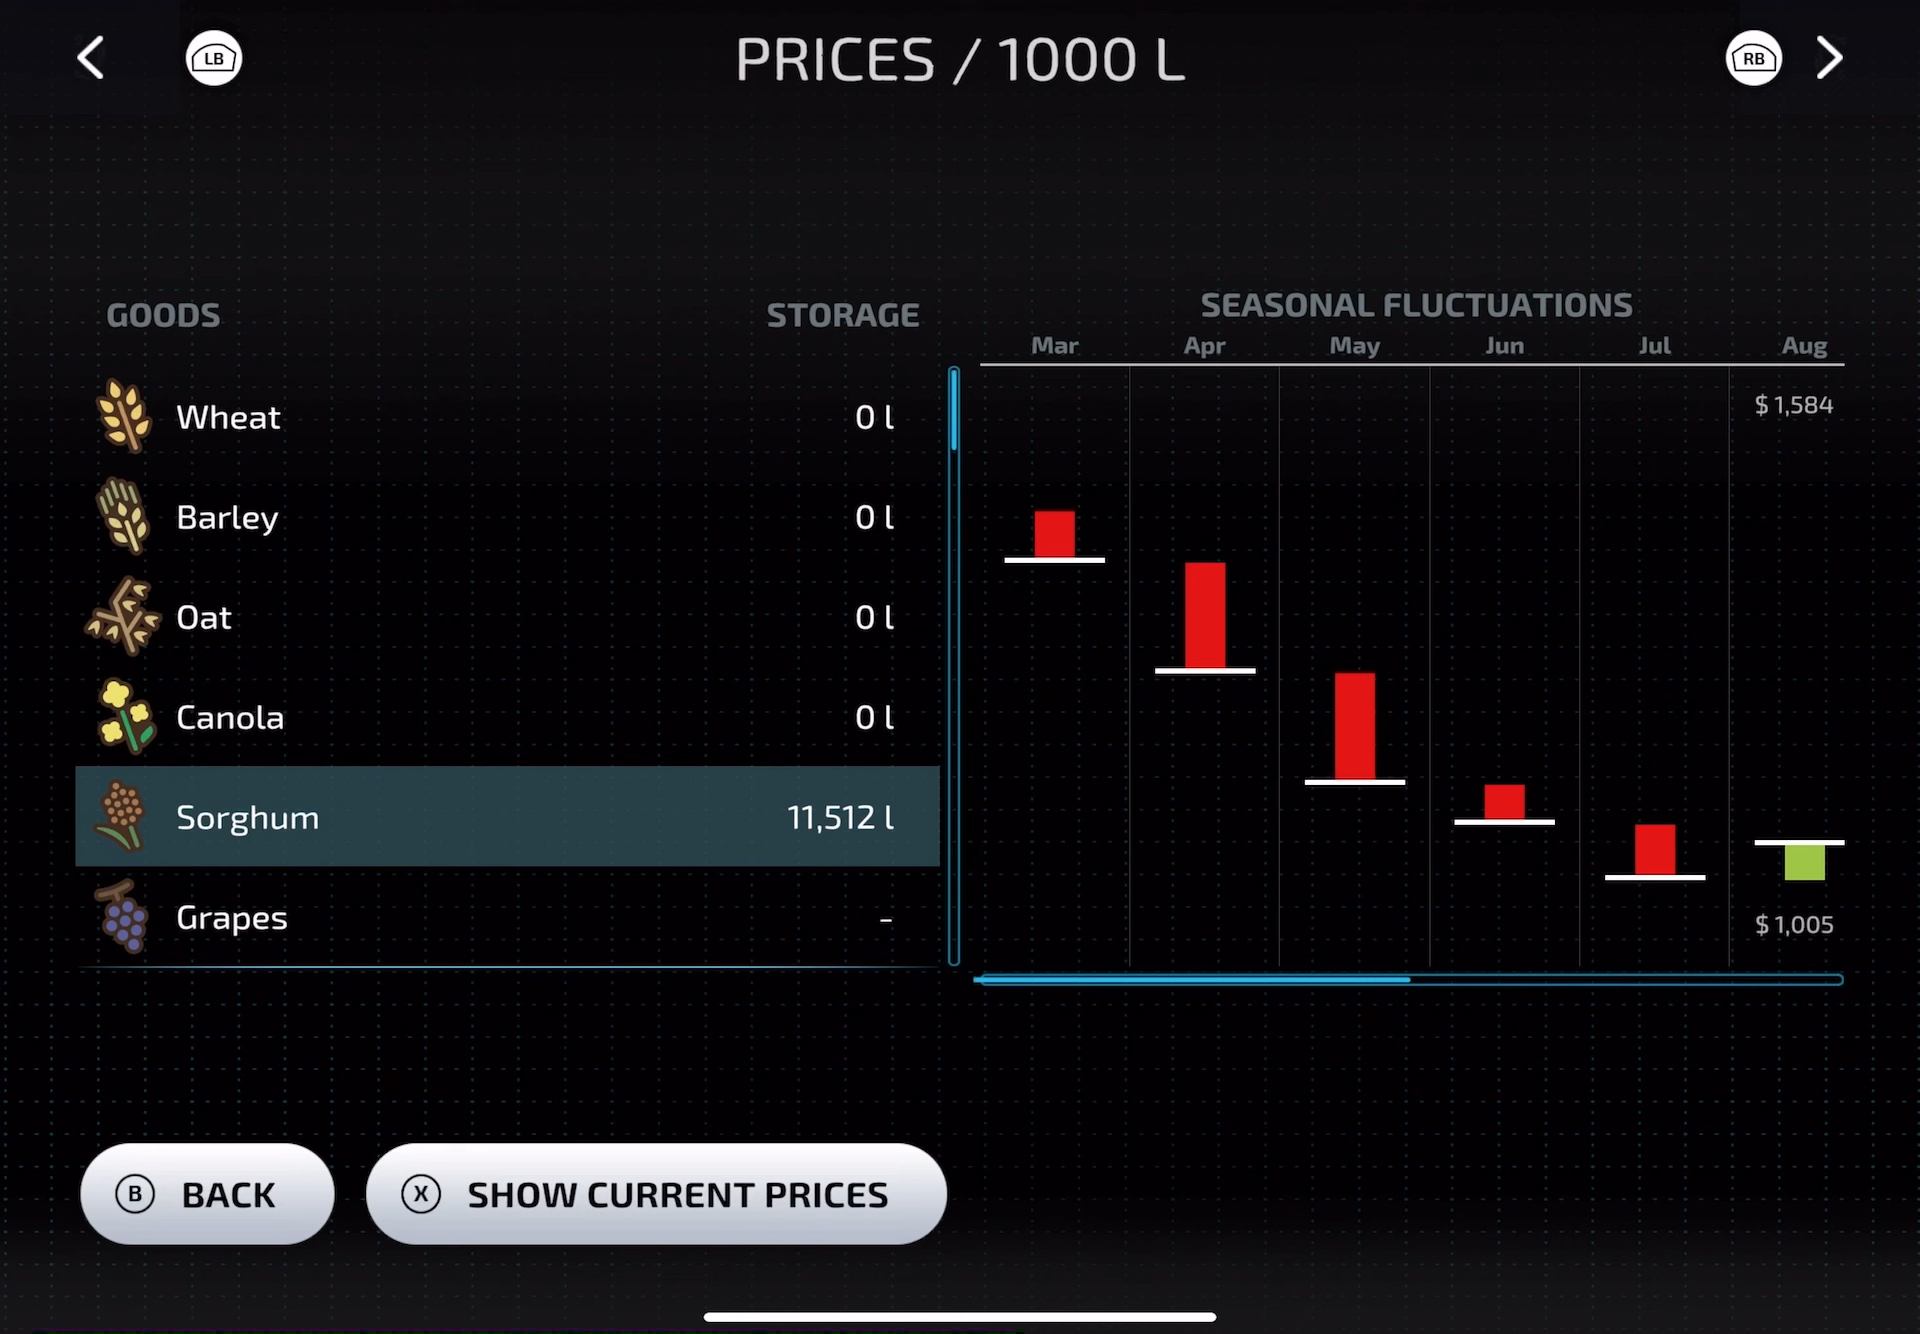 LB
PRICES / 1000 L
RB
GOODS
STORAGE
Wheat 0 l
Barley 0 l
Oat 0 l
Canola 0 l
Sorghum 11,512 l
Grapes -
SEASONAL FLUCTUATIONS
Mar Apr May Jun Jul Aug
$ 1,584
$ 1,005
B BACK
X SHOW CURRENT PRICES